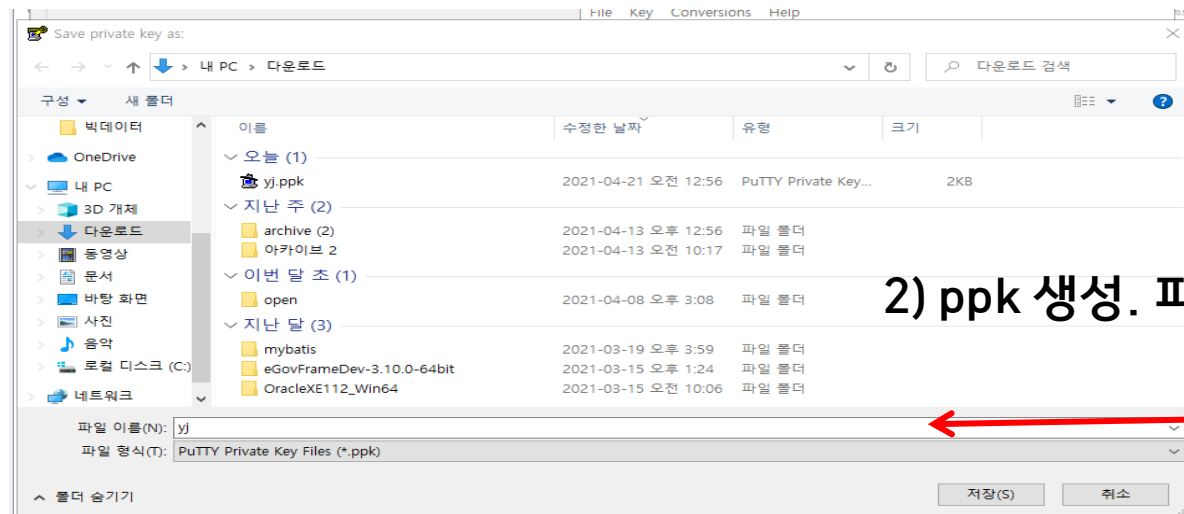 File Key Conversions Help
Save private key as:
내 PC > 다운로드
다운로드 검색
구성 새 폴더
빅데이터
OneDrive
내 PC
3D 개체
다운로드
동영상
문서
바탕 화면
사진
음악
로컬 디스크 (C:)
네트워크
이름 수정한 날짜 유형 크기
오늘 (1)
yj.ppk 2021-04-21 오전 12:56 PuTTY Private Key... 2KB
지난 주 (2)
archive (2) 2021-04-13 오후 12:56 파일 폴더
아카이브 2 2021-04-13 오전 10:17 파일 폴더
이번 달 초 (1)
open 2021-04-08 오후 3:08 파일 폴더
지난 달 (3)
mybatis 2021-03-19 오후 3:59 파일 폴더
eGovFrameDev-3.10.0-64bit 2021-03-15 오후 1:24 파일 폴더
OracleXE112_Win64 2021-03-15 오전 10:06 파일 폴더
2) ppk 생성.
파일 이름(N): yj
파일 형식(T): PuTTY Private Key Files (*.ppk)
폴더 숨기기
저장(S) 취소